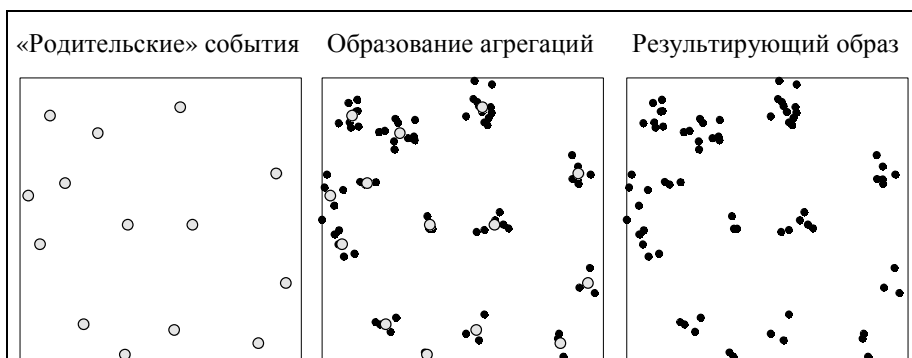 «Родительские» события
Образование агрегаций
Результирующий образ